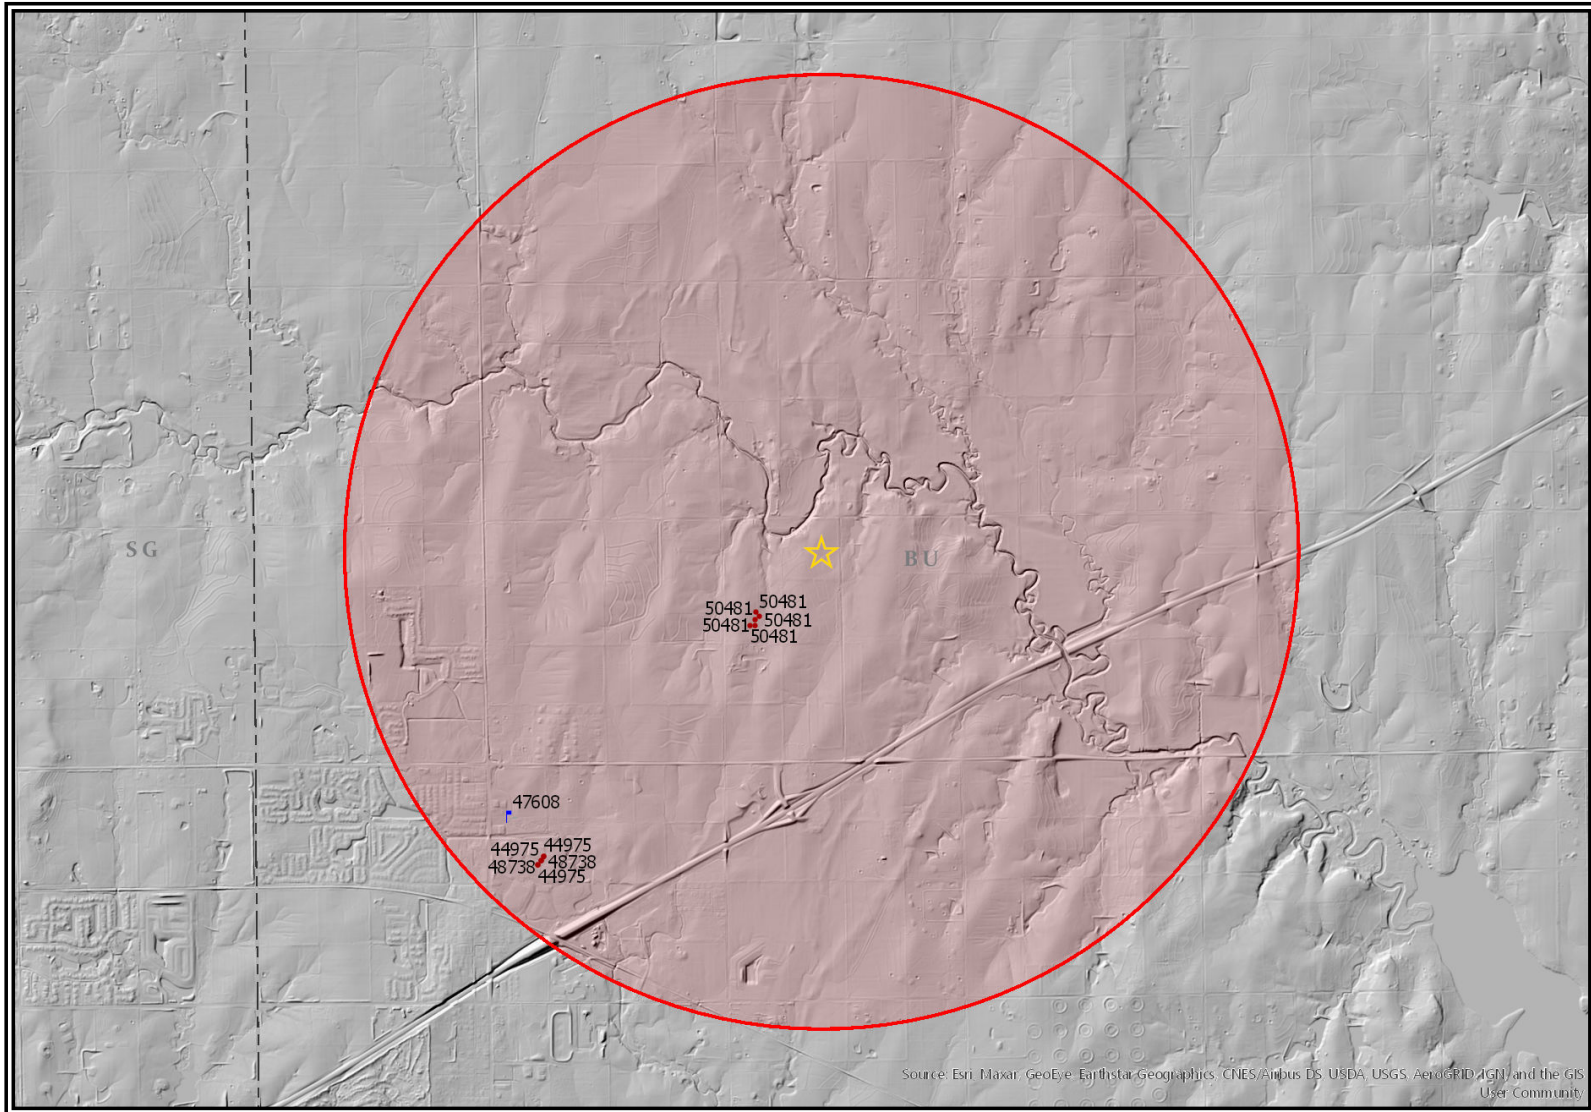 SG
BU
50481 50481
50481 50481
50481
47608
44975 44975
48738 48738
44975
Source: Esri, Maxar, GeoEye, Earthstar Geographics, CNES/Airbus DS, USDA, USGS, AeroGRID, IGN, and the GIS
User Community